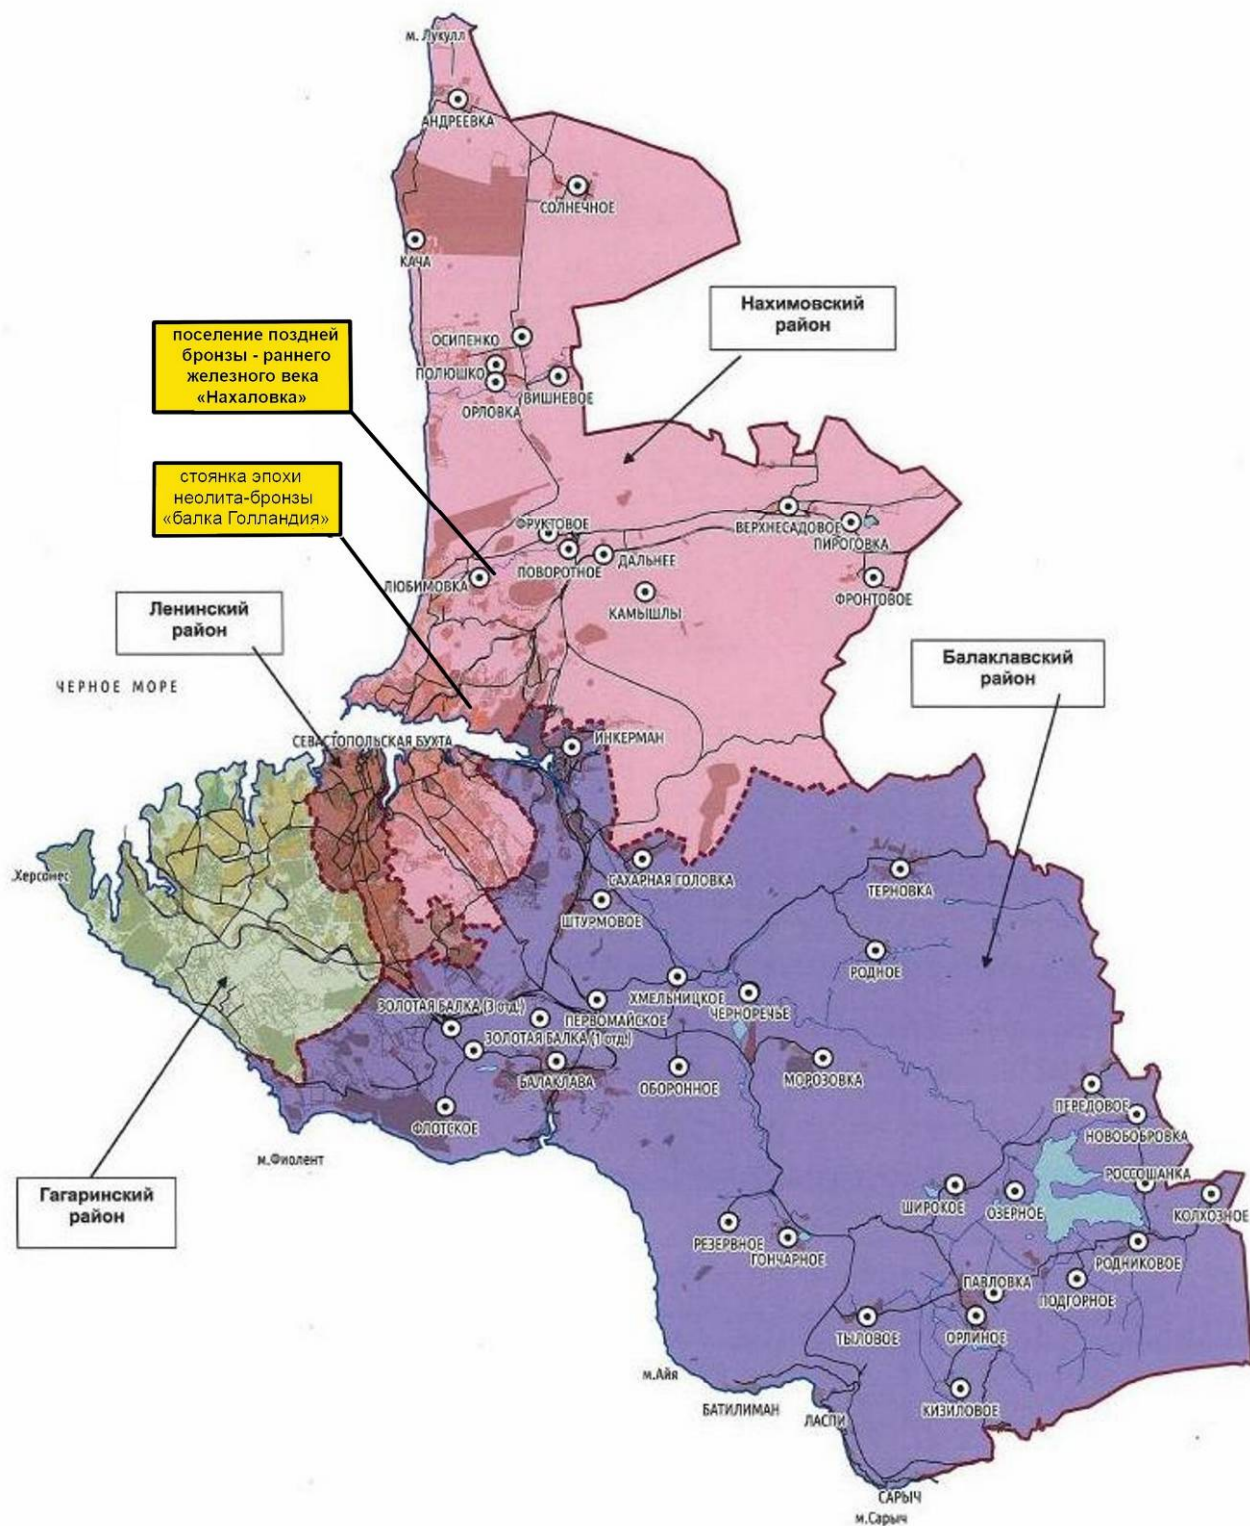 м. Лукулл
АНДРЕЕВКА
СОЛНЕЧНОЕ
КАЧА
Нахимовский
район
поселение поздней
бронзы - раннего
железного века
«Нахаловка»
ОСИПЕНКО
ПОЛЮШКО
ВИШНЕВОЕ
ОРЛОВКА
стоянка эпохи
неолита-бронзы
«балка Голландия»
ФРУКТОВОЕ
ВЕРХНЕСАДОВОЕ
ПИРОГОВКА
ПОВОРОТНОЕ
ДАЛЬНЕЕ
ЛЮБИМОВКА
КАМЫШЛЫ
ФРОНТОВОЕ
Ленинский
район
Балаклавский
район
ЧЕРНОЕ МОРЕ
СЕВАСТОПОЛЬСКАЯ БУХТА
ИНКЕРМАН
.Херсонес
САХАРНАЯ ГОЛОВКА
ТЕРНОВКА
ШТУРМОВОЕ
РОДНОЕ
ХМЕЛЬНИЦКОЕ
ЗОЛОТАЯ БАЛКА (3 отд.)
ПЕРВОМАЙСКОЕ
ЧЕРНОРЕЧЬЕ
ЗОЛОТАЯ БАЛКА (1 отд.)
БАЛАКЛАВА
ОБОРОННОЕ
МОРОЗОВКА
ПЕРЕДОВОЕ
ФЛОТСКОЕ
НОВОБОБРОВКА
м.Фиолент
РОССОШАНКА
Гагаринский
район
ШИРОКОЕ
ОЗЕРНОЕ
КОЛХОЗНОЕ
РЕЗЕРВНОЕ
ГОНЧАРНОЕ
РОДНИКОВОЕ
ПАВЛОВКА
ПОДГОРНОЕ
ТЫЛОВОЕ
ОРЛИНОЕ
м.Айя
БАТИЛИМАН
ЛАСПИ
КИЗИЛОВОЕ
САРЫЧ
м.Сарыч